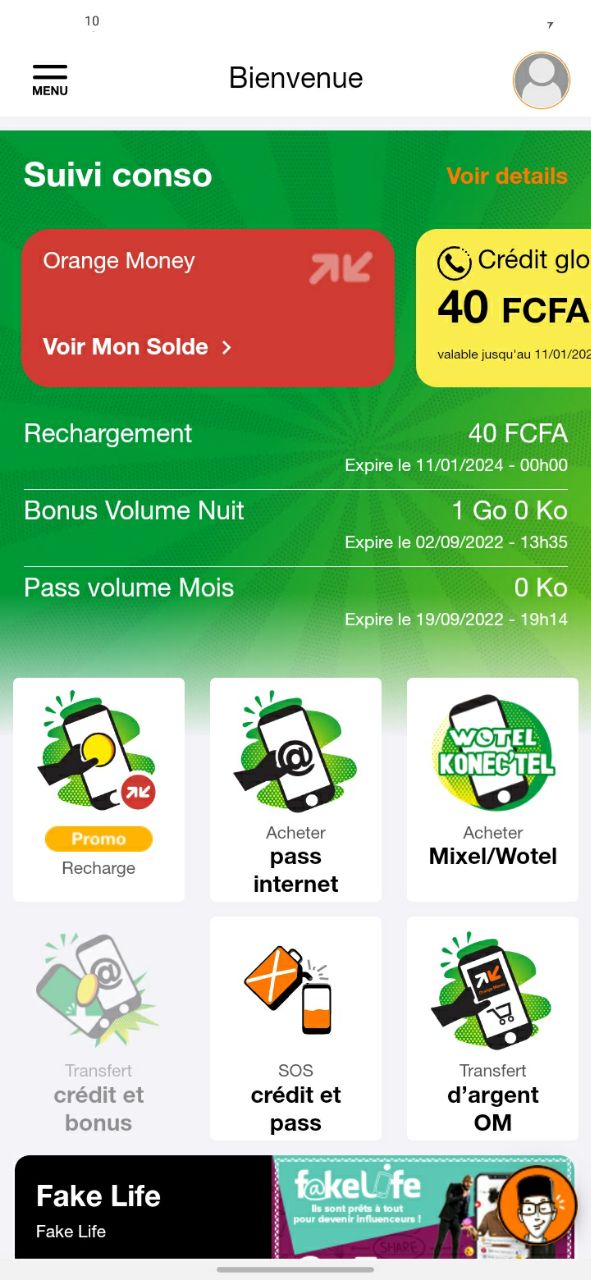 10
7
MENU
Bienvenue
Suivi conso
Voir details
Orange Money
Voir Mon Solde >
Crédit glo
40 FCFA
valable jusqu'au 11/01/202
Rechargement
40 FCFA
Expire le 11/01/2024 - 00h00
Bonus Volume Nuit
1 Go 0 Ko
Expire le 02/09/2022 - 13h35
Pass volume Mois
0 Ko
Expire le 19/09/2022 - 19h14
Promo
Recharge
@
Acheter
pass
internet
WOTEL
KONEC'TEL
Acheter
Mixel/Wotel
@
Transfert
crédit et
bonus
SOS
crédit et
pass
Orange Money
Transfert
d'argent
OM
Fake Life
Fake Life
f@keLife
Ils sont prêts à tout
pour devenir influenceurs !
SHARE